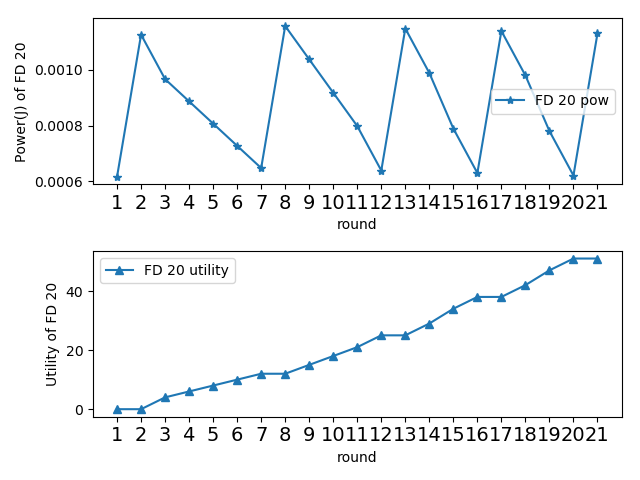 Power(J) of FD 20
0.0010
0.0008
0.0006
FD 20 pow
1 2 3 4 5 6 7 8 9 10 11 12 13 14 15 16 17 18 19 20 21
round
Utility of FD 20
40
20
0
FD 20 utility
1 2 3 4 5 6 7 8 9 10 11 12 13 14 15 16 17 18 19 20 21
round